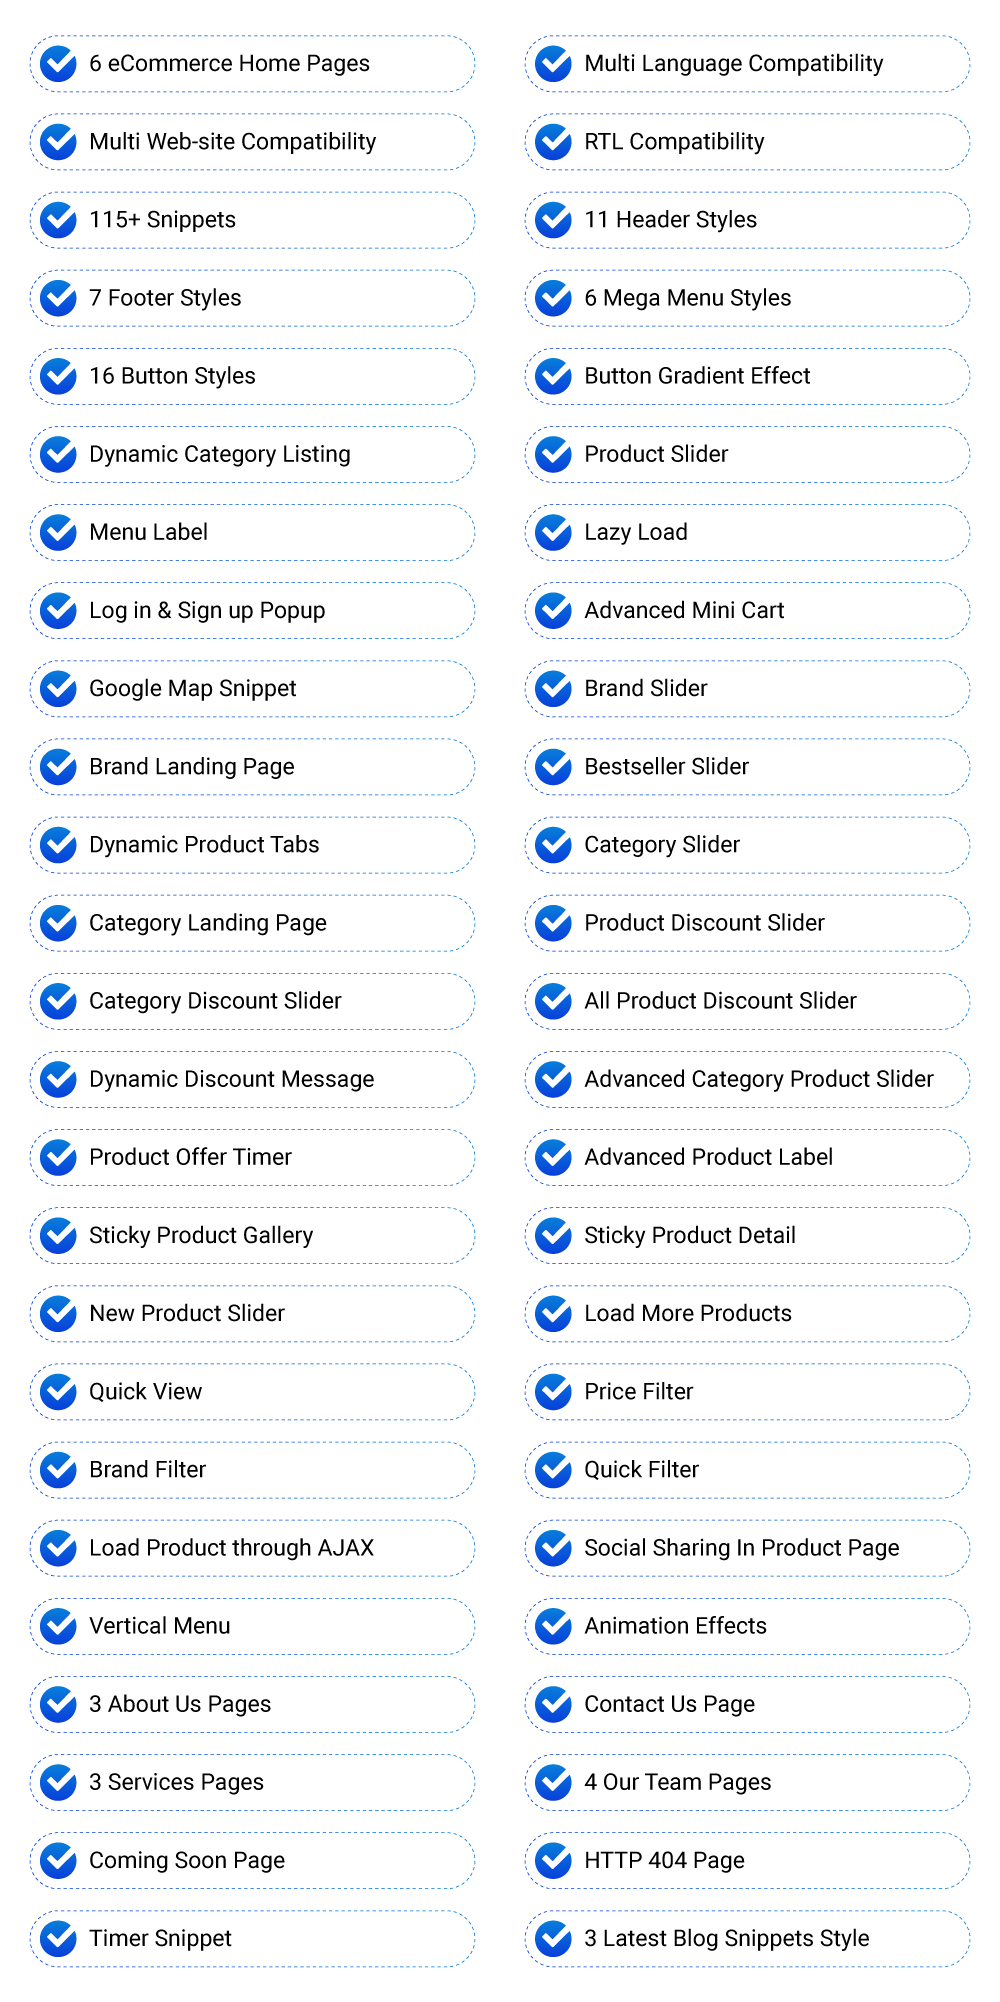 6 eCommerce Home Pages
Multi Language Compatibility
Multi Web-site Compatibility
RTL Compatibility
115+ Snippets
11 Header Styles
7 Footer Styles
6 Mega Menu Styles
16 Button Styles
Button Gradient Effect
Dynamic Category Listing
Product Slider
Menu Label
Lazy Load
Log in & Sign up Popup
Advanced Mini Cart
Google Map Snippet
Brand Slider
Brand Landing Page
Bestseller Slider
Dynamic Product Tabs
Category Slider
Category Landing Page
Product Discount Slider
Category Discount Slider
All Product Discount Slider
Dynamic Discount Message
Advanced Category Product Slider
Product Offer Timer
Advanced Product Label
Sticky Product Gallery
Sticky Product Detail
New Product Slider
Load More Products
Quick View
Price Filter
Brand Filter
Quick Filter
Load Product through AJAX
Social Sharing In Product Page
Vertical Menu
Animation Effects
3 About Us Pages
Contact Us Page
3 Services Pages
4 Our Team Pages
Coming Soon Page
HTTP 404 Page
Timer Snippet
3 Latest Blog Snippets Style